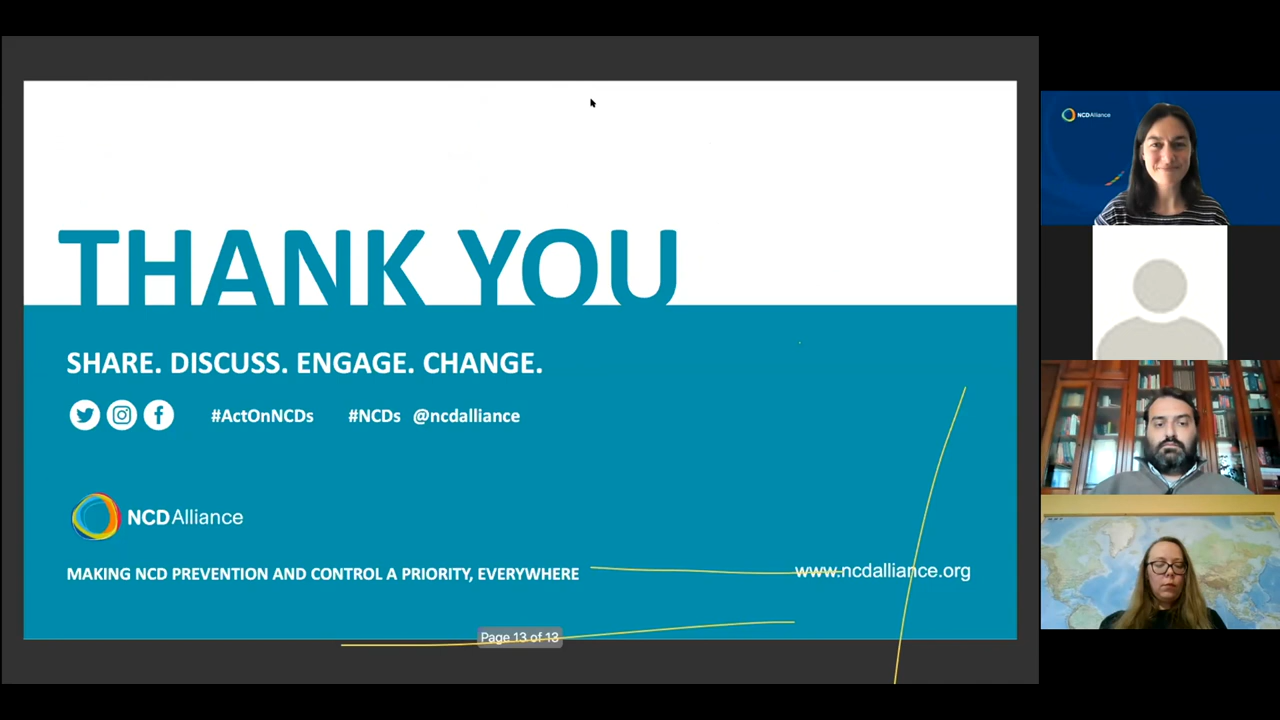 THANK YOU
SHARE. DISCUSS. ENGAGE. CHANGE.
#ActOnNCDs #NCDs @ncdalliance
NCDAlliance
MAKING NCD PREVENTION AND CONTROL A PRIORITY, EVERYWHERE
www.ncdalliance.org
Page 13 of 13
NCDAlliance